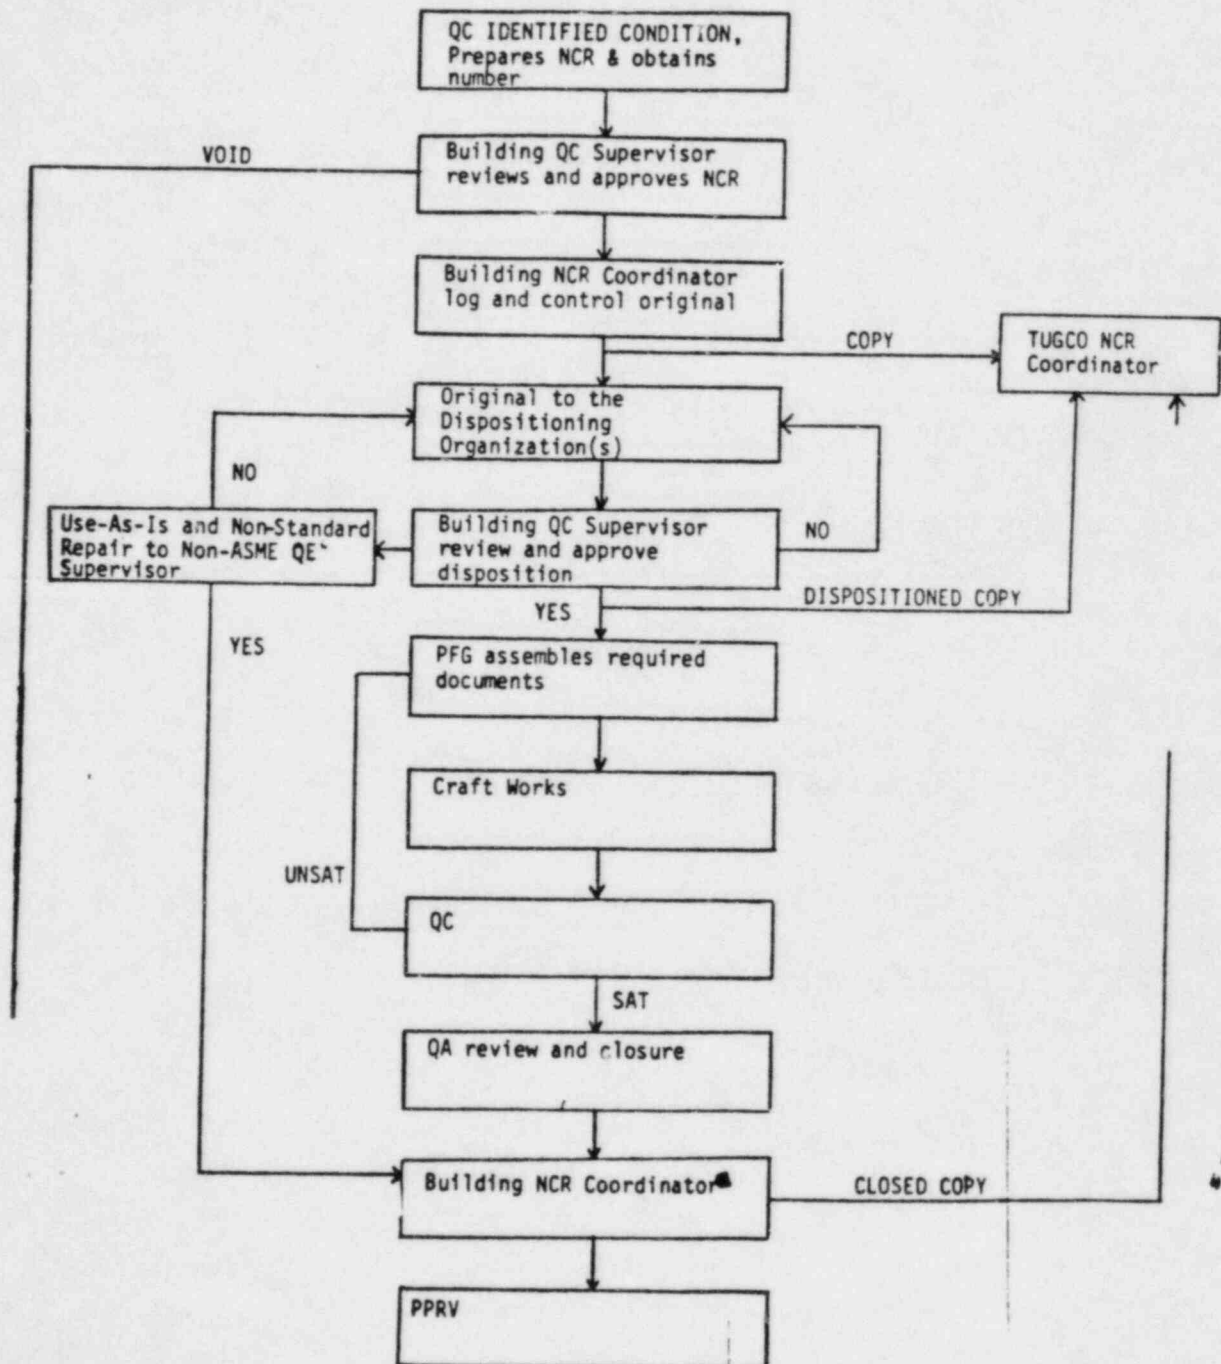 QC IDENTIFIED CONDITION,
Prepares NCR & obtains
number
VOID
Building QC Supervisor
reviews and approves NCR
Building NCR Coordinator
log and control original
COPY
TUGCO NCR
Coordinator
Original to the
Dispositioning
Organization(s)
NO
Use-As-Is and Non-Standard
Repair to Non-ASME QE
Supervisor
Building QC Supervisor
review and approve
disposition
NO
DISPOSITIONED COPY
YES
YES
PFG assembles required
documents
Craft Works
UNSAT
QC
SAT
QA review and closure
Building NCR Coordinator
CLOSED COPY
PPRV